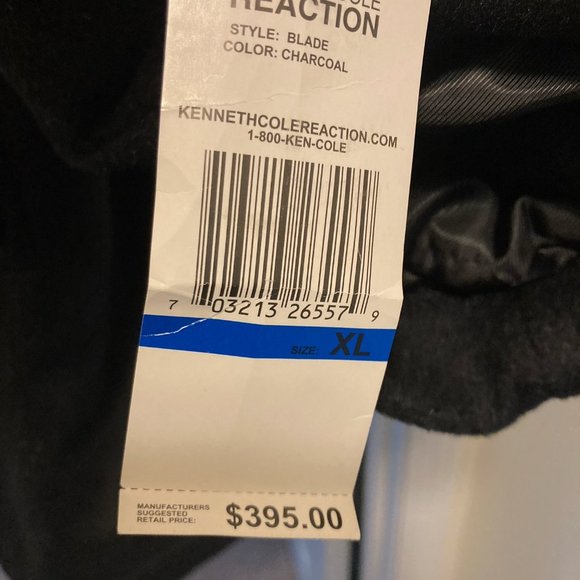 COLE
REACTION
STYLE: BLADE
COLOR: CHARCOAL
KENNETHCOLEREACTION.COM
1-800-KEN-COLE
7 03213 26557 9
SIZE: XL
MANUFACTURERS
SUGGESTED
RETAIL PRICE:
$395.00